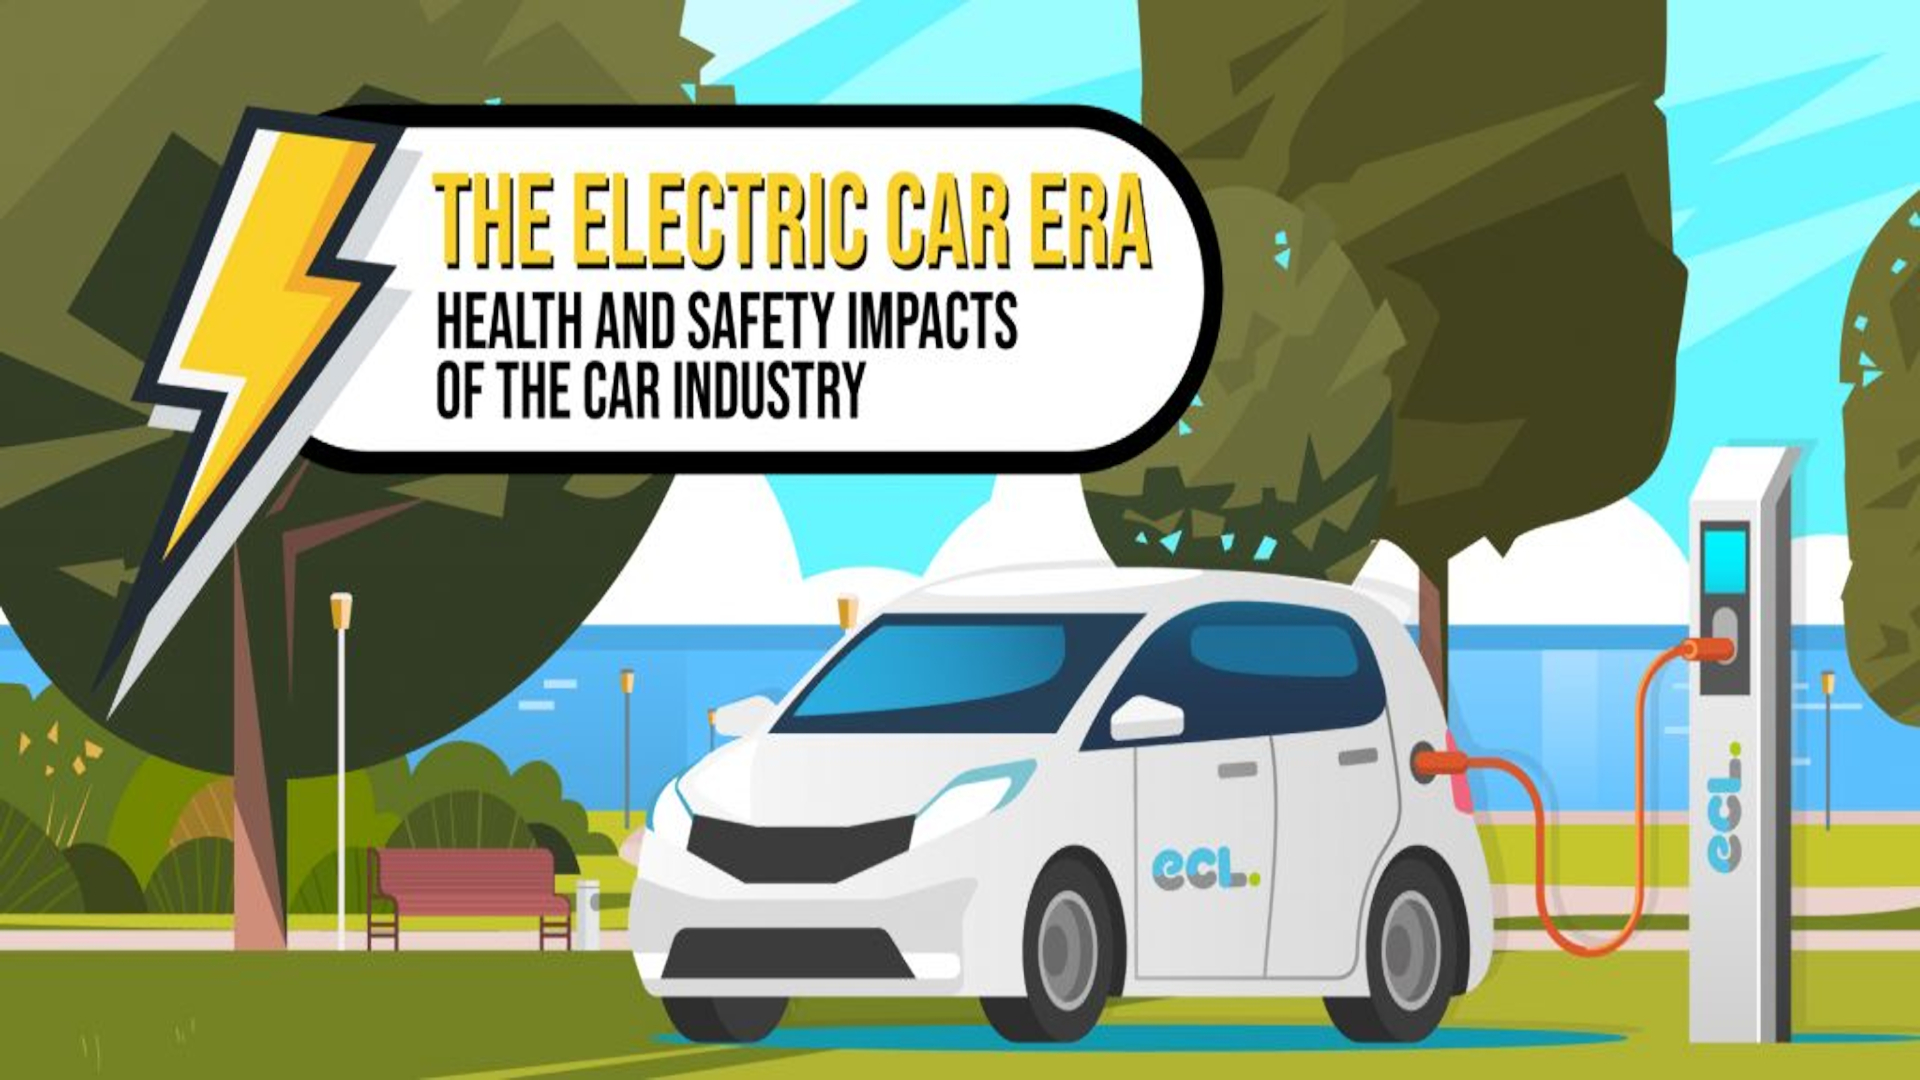 THE ELECTRIC CAR ERA
HEALTH AND SAFETY IMPACTS
OF THE CAR INDUSTRY
ecl.
ecl.